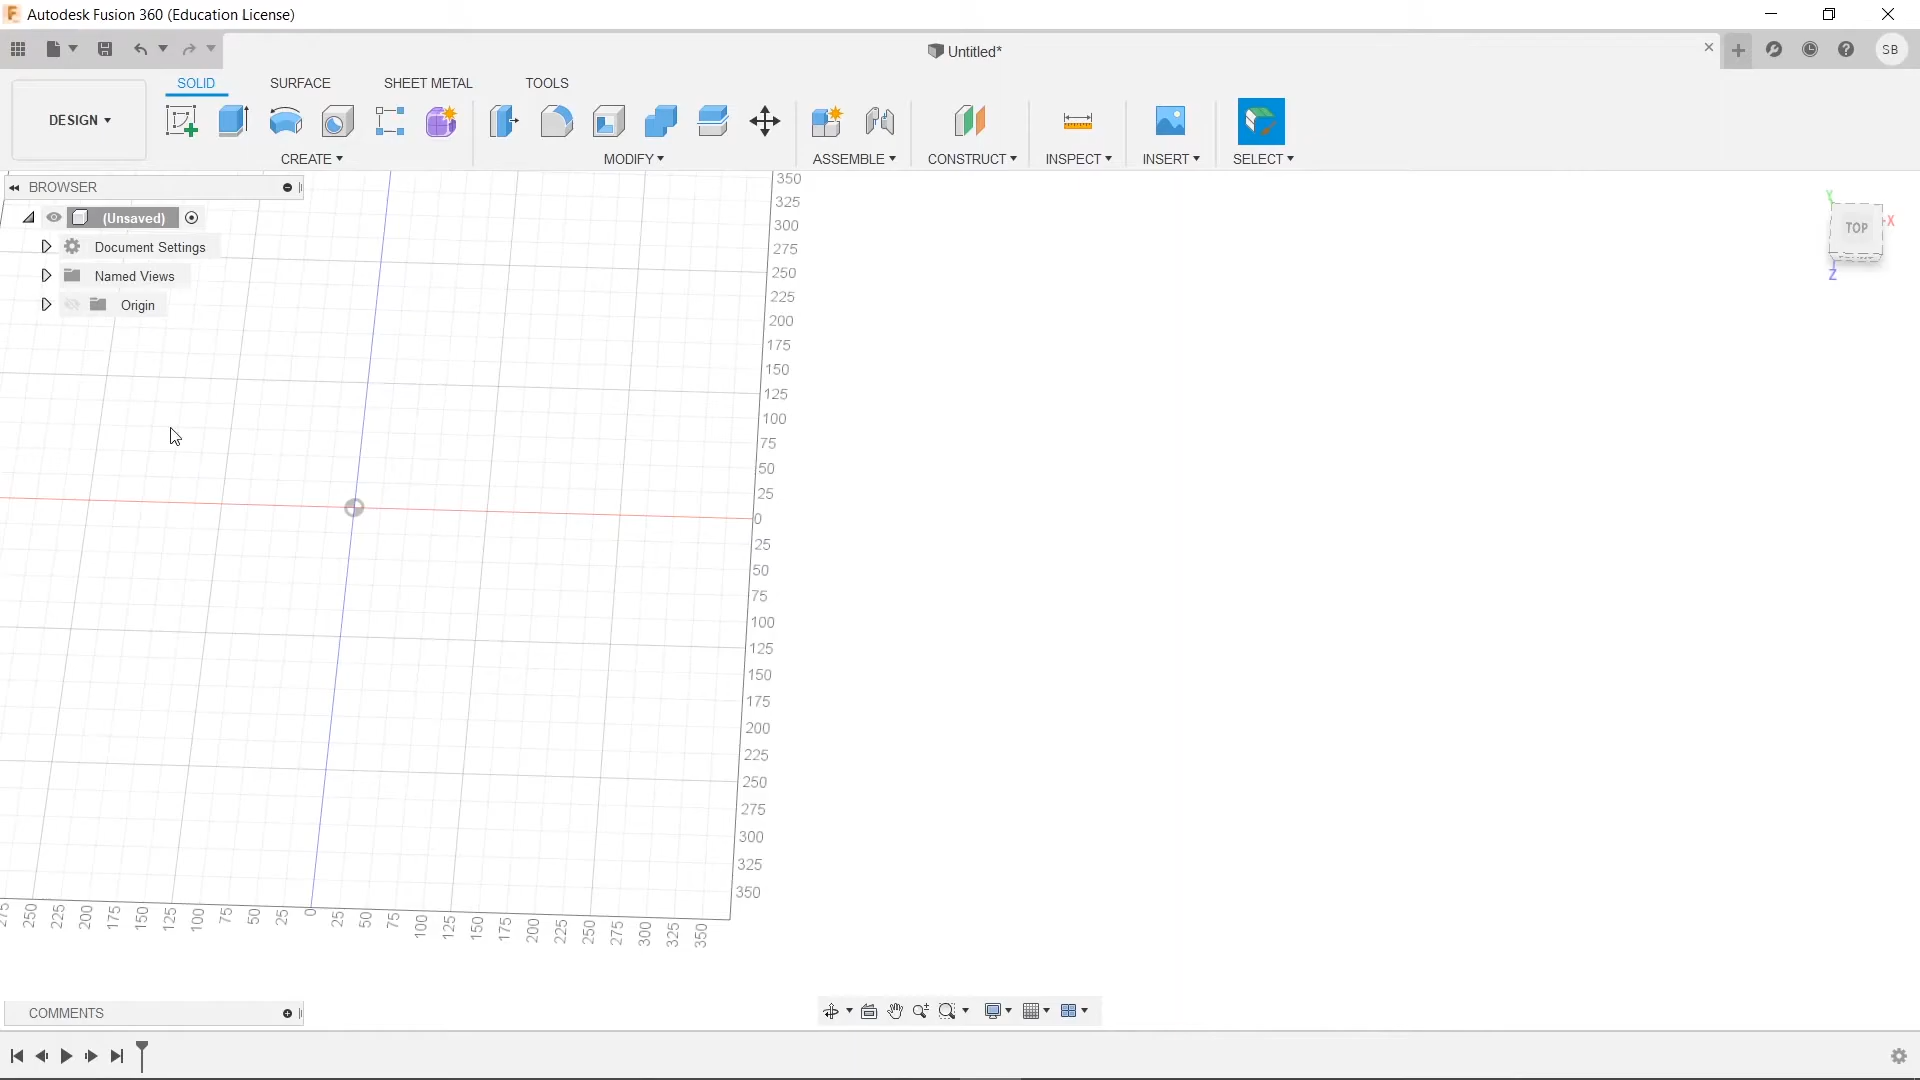 Autodesk Fusion 360 (Education License)
Untitled*
SB
SOLID
SURFACE
SHEET METAL
TOOLS
DESIGN
CREATE
MODIFY
ASSEMBLE
CONSTRUCT
INSPECT
INSERT
SELECT
BROWSER
(Unsaved)
Document Settings
Named Views
Origin
Y
X
TOP
Z
350
325
300
275
250
225
200
175
150
125
100
75
50
25
0
25
50
75
100
125
150
175
200
225
250
275
300
325
350
250 225 200 175 150 125 100 75 50 25 0 25 50 75 100 125 150 175 200 225 250 275 300 325 350
COMMENTS